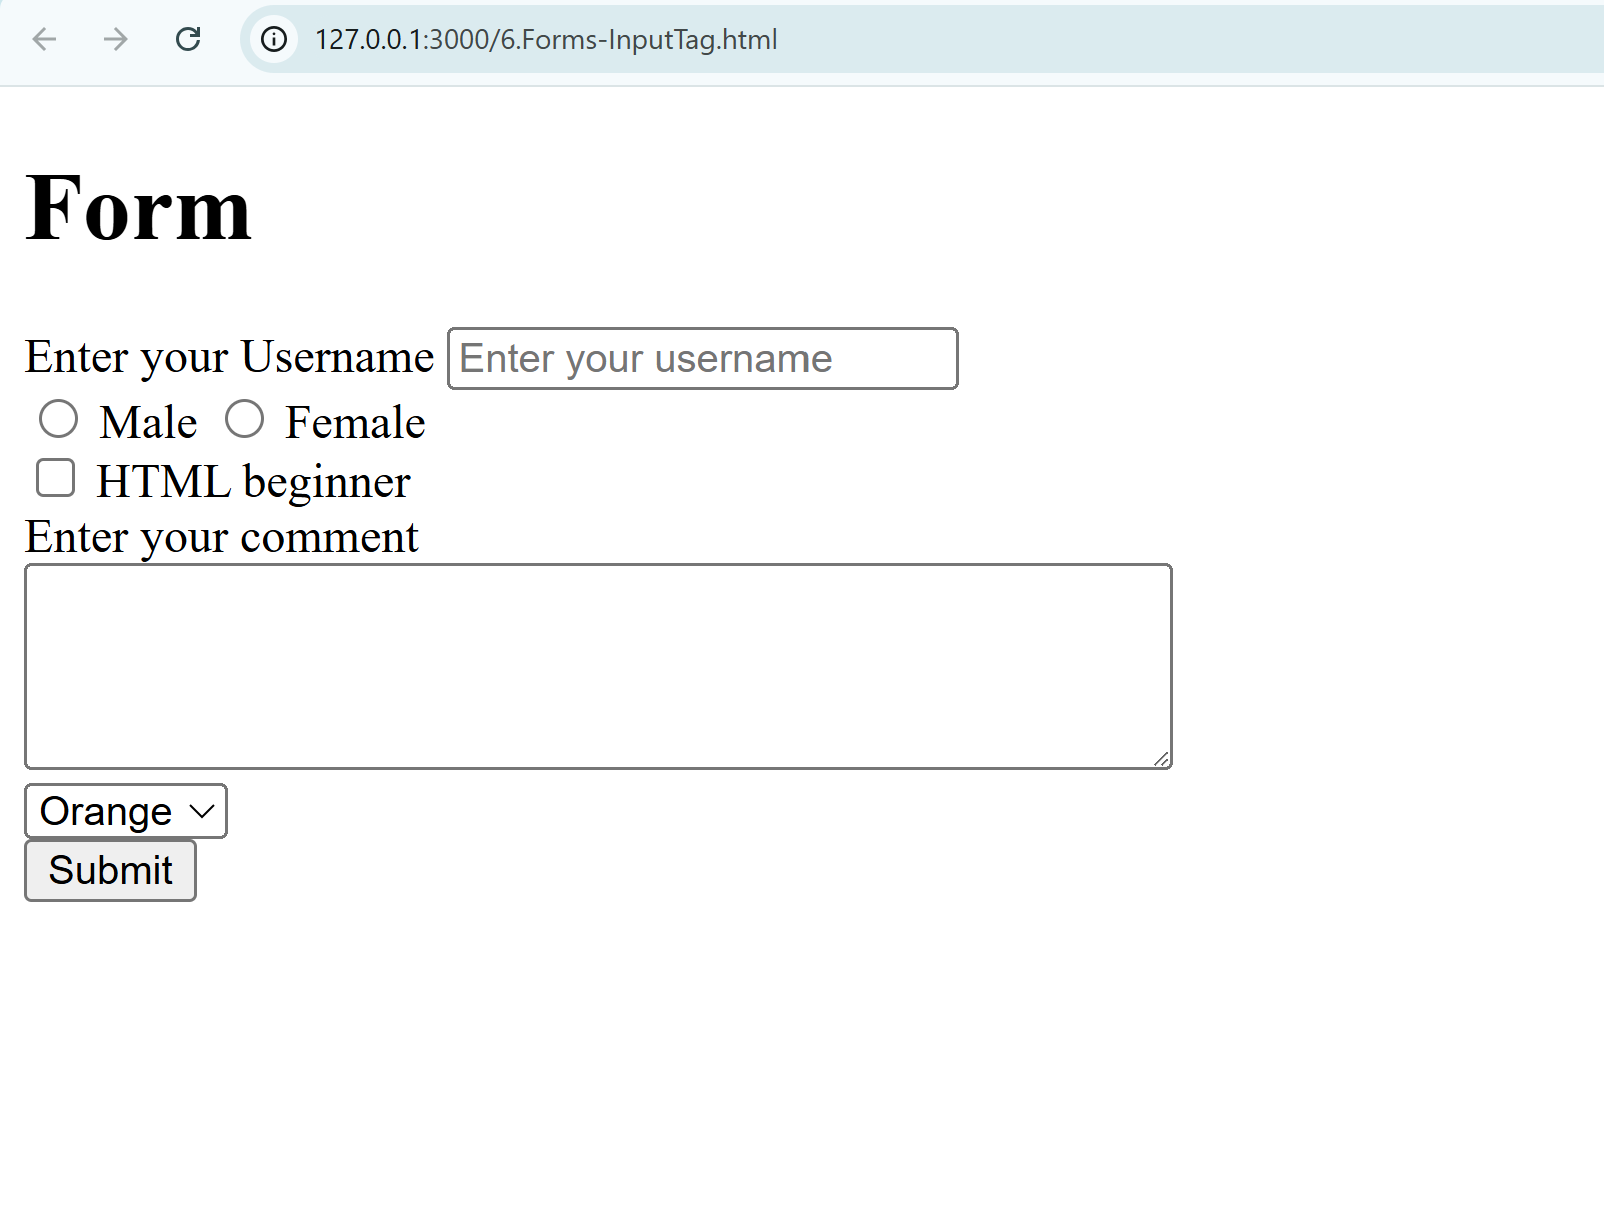 127.0.0.1:3000/6.Forms-InputTag.html
Form
Enter your Username Enter your username
Male Female
HTML beginner
Enter your comment
Orange
Submit